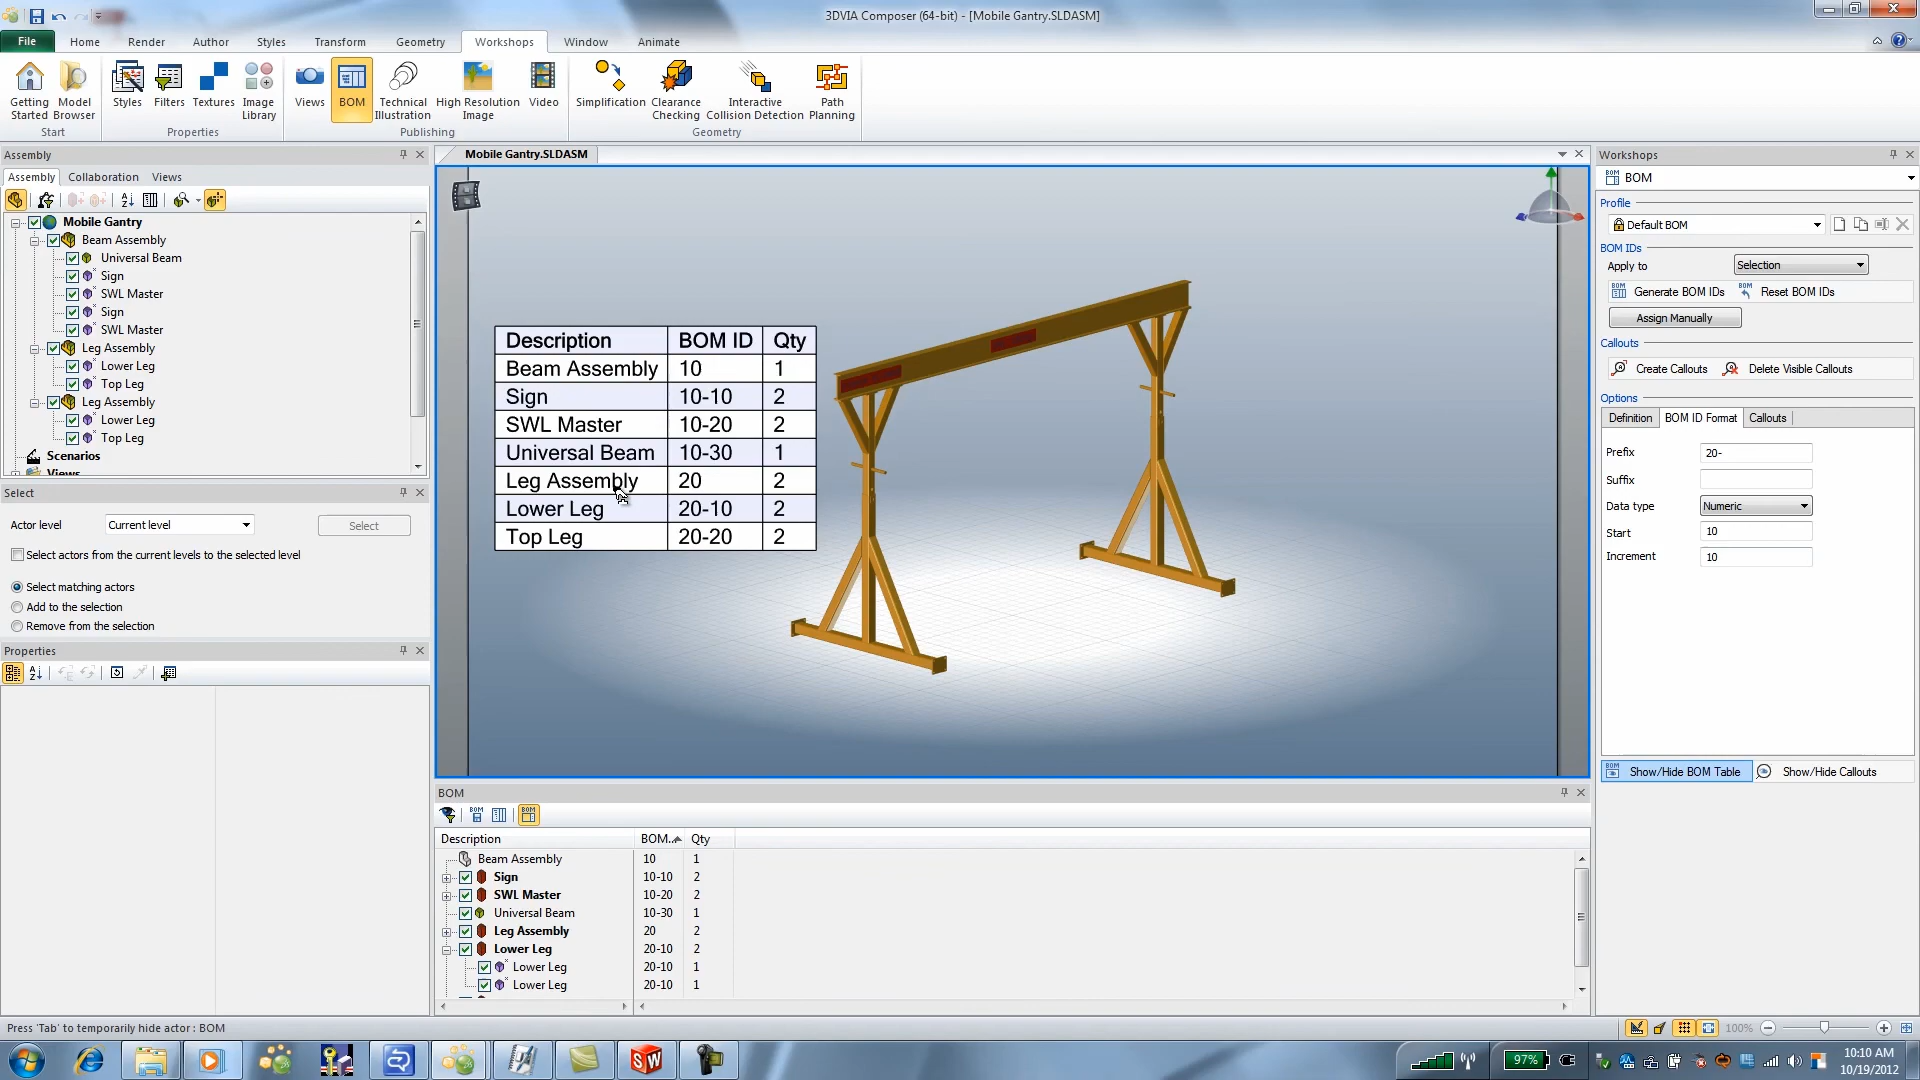 3DVIA Composer (64-bit) - [Mobile Gantry.SLDASM]
File Home Render Author Styles Transform Geometry Workshops Window Animate
Getting Started Model Browser Styles Filters Textures Image Library Views BOM Technical Illustration High Resolution Image Video Simplification Clearance Checking Interactive Collision Detection Path Planning
Start Properties Publishing Geometry
Assembly
Assembly Collaboration Views
Mobile Gantry
Beam Assembly
Universal Beam
Sign
SWL Master
Sign
SWL Master
Leg Assembly
Lower Leg
Top Leg
Leg Assembly
Lower Leg
Top Leg
Scenarios
Views
Select
Actor level Current level Select
Select actors from the current levels to the selected level
Select matching actors
Add to the selection
Remove from the selection
Properties
Mobile Gantry.SLDASM
Description BOM ID Qty
Beam Assembly 10 1
Sign 10-10 2
SWL Master 10-20 2
Universal Beam 10-30 1
Leg Assembly 20 2
Lower Leg 20-10 2
Top Leg 20-20 2
BOM
Description BOM... Qty
Beam Assembly 10 1
Sign 10-10 2
SWL Master 10-20 2
Universal Beam 10-30 1
Leg Assembly 20 2
Lower Leg 20-10 2
Lower Leg 20-10 1
Lower Leg 20-10 1
Workshops
BOM
Profile
Default BOM
BOM IDs
Apply to Selection
Generate BOM IDs Reset BOM IDs
Assign Manually
Callouts
Create Callouts Delete Visible Callouts
Options
Definition BOM ID Format Callouts
Prefix 20-
Suffix
Data type Numeric
Start 10
Increment 10
Show/Hide BOM Table Show/Hide Callouts
Press 'Tab' to temporarily hide actor : BOM
100%
97%
10:10 AM
10/19/2012